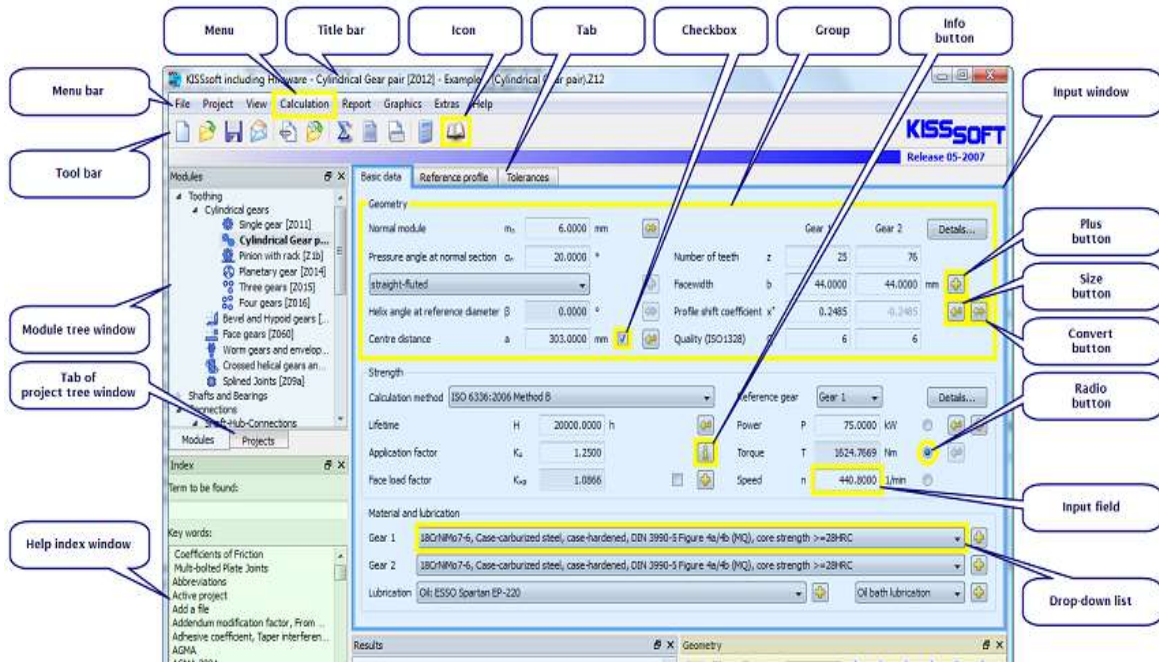 Menu
Title bar
Icon
Tab
Checkbox
Group
Info
button
Menu bar
Input window
Tool bar
Plus
button
Size
button
Module tree window
Convert
button
Tab of
project tree window
Radio
button
Input field
Help index window
Drop-down list
KISSsoft including Hirnware - Cylindrical Gear pair [Z012] - Example (Cylindrical Gear pair).Z12
File Project View Calculation Report Graphics Extras Help
KISSSOFT
Release 05-2007
Modules
Toothing
Cylindrical gears
Single gear [Z011]
Cylindrical Gear p...
Pinion with rack [Z1b]
Planetary gear [Z014]
Three gears [Z015]
Four gears [Z016]
Bevel and Hypoid gears [...
Face gears [Z060]
Worm gears and envelop...
Crossed helical gears an...
Splined Joints [Z09a]
Shafts and Bearings
Connections
Shaft-Hub-Connections
Modules Projects
Index
Term to be found:
Key words:
Coefficients of Friction
Mult-bolted Plate Joints
Abbreviations
Active project
Add a file
Addendum modification factor, From ...
Adhesive coefficient, Taper interferen...
AGMA
Basic data Reference profile Tolerances
Geometry
Normal module mₙ 6.0000 mm Gear 1 Gear 2 Details...
Pressure angle at normal section αₙ 20.0000 ° Number of teeth z 25 76
straight-fluted Facewidth b 44.0000 44.0000 mm
Helix angle at reference diameter β 0.0000 ° Profile shift coefficient x* 0.2485 -0.2485
Centre distance a 303.0000 mm Quality (ISO1328) 6 6
Strength
Calculation method ISO 6336:2006 Method B Reference gear Gear 1 Details...
Lifetime H 20000.0000 h Power P 75.0000 kW
Application factor Kₐ 1.2500 Torque T 1624.7669 Nm
Face load factor 1.0866 Speed n 440.8000 1/min
Material and lubrication
Gear 1 18CrNiMo7-6, Case-carburized steel, case-hardened, DIN 3990-5 Figure 4a/4b (MQ), core strength >=28HRC
Gear 2 18CrNiMo7-6, Case-carburized steel, case-hardened, DIN 3990-5 Figure 4a/4b (MQ), core strength >=28HRC
Lubrication Oil: ESSO Spartan EP-220 Oil bath lubrication
Results
Geometry